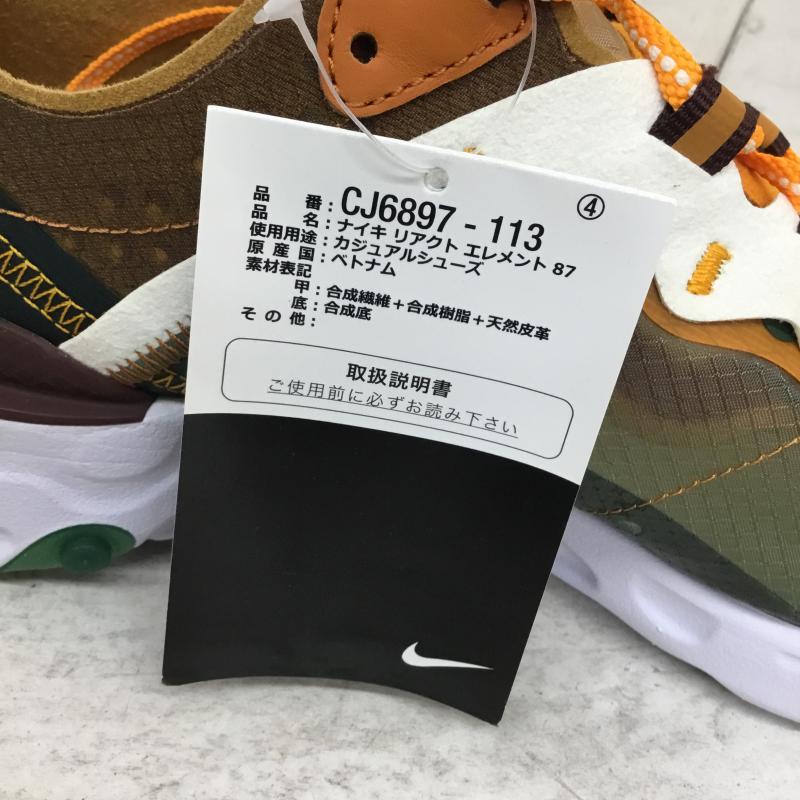 ④
品番：CJ6897 - 113
品名：ナイキ リアクト エレメント 87
使用用途：カジュアルシューズ
原産国：ベトナム
素材表記
甲：合成繊維＋合成樹脂＋天然皮革
底：合成底
その他：
取扱説明書
ご使用前に必ずお読み下さい